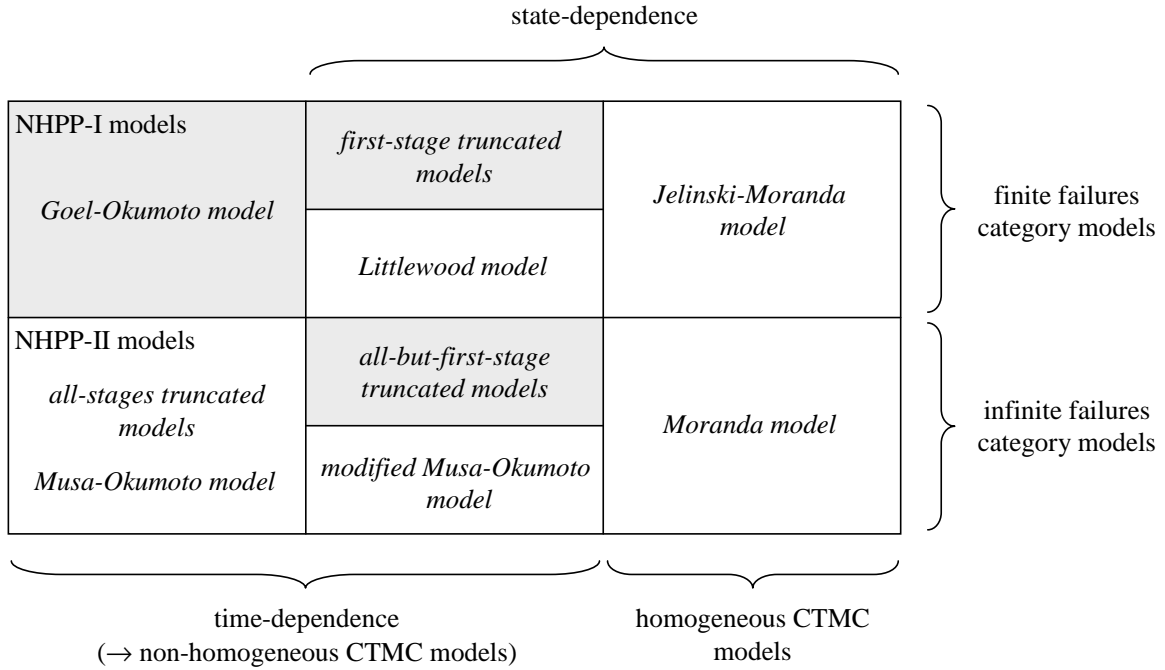 state-dependence
NHPP-I models
Goel-Okumoto model
first-stage truncated
models
Littlewood model
Jelinski-Moranda
model
finite failures
category models
NHPP-II models
all-stages truncated
models
Musa-Okumoto model
all-but-first-stage
truncated models
modified Musa-Okumoto
model
Moranda model
infinite failures
category models
time-dependence
(→ non-homogeneous CTMC models)
homogeneous CTMC
models